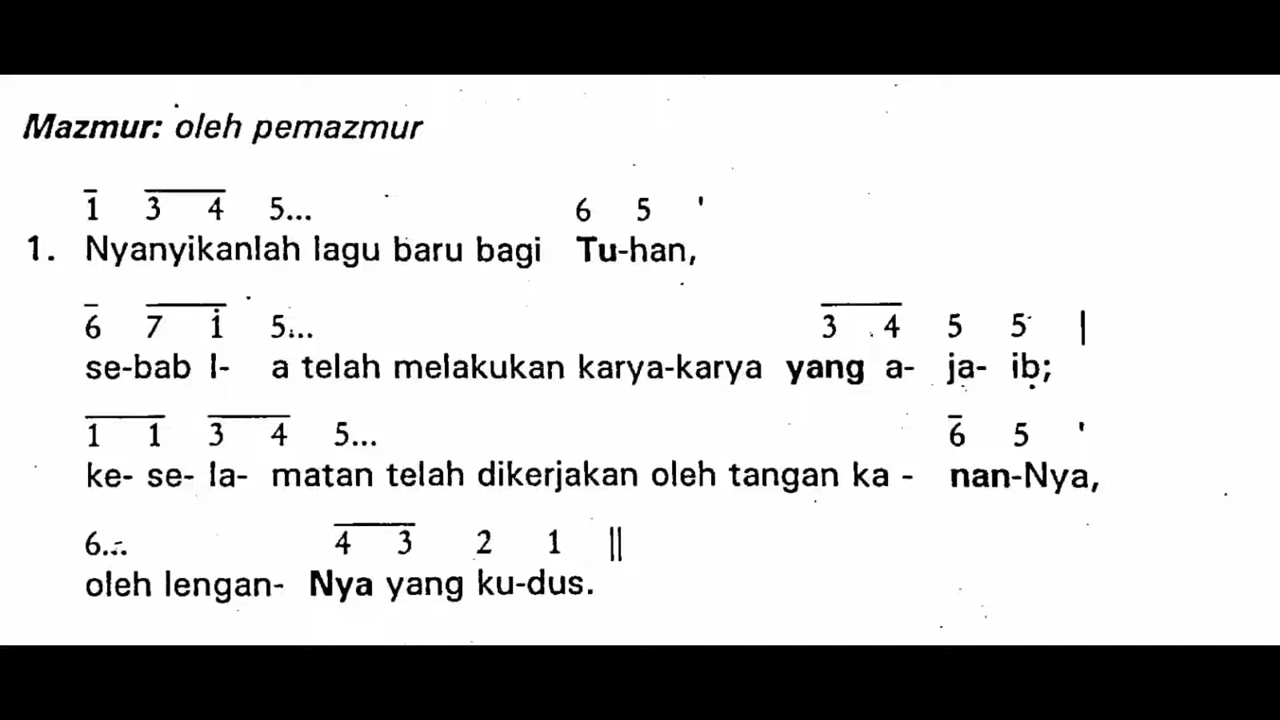 Mazmur: oleh pemazmur
1 3 4 5... 6 5 '
1. Nyanyikanlah lagu baru bagi Tu-han,
6 7 1̇ 5... 3 4 5 5 |
se-bab I- a telah melakukan karya-karya yang a- ja- ib;
1 1 3 4 5... 6 5 '
ke- se- la- matan telah dikerjakan oleh tangan ka - nan-Nya,
6... 4 3 2 1 ||
oleh lengan- Nya yang ku-dus.